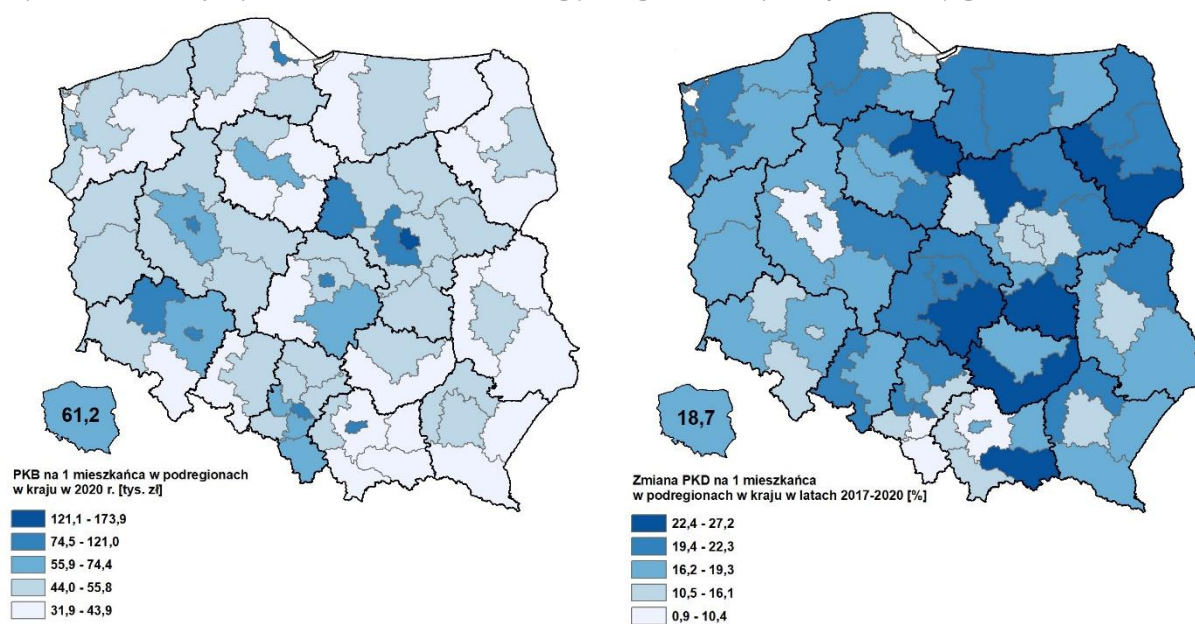 61,2
PKB na 1 mieszkańca w podregionach
w kraju w 2020 r. [tys. zł]
121,1 - 173,9
74,5 - 121,0
55,9 - 74,4
44,0 - 55,8
31,9 - 43,9
18,7
Zmiana PKD na 1 mieszkańca
w podregionach w kraju w latach 2017-2020 [%]
22,4 - 27,2
19,4 - 22,3
16,2 - 19,3
10,5 - 16,1
0,9 - 10,4